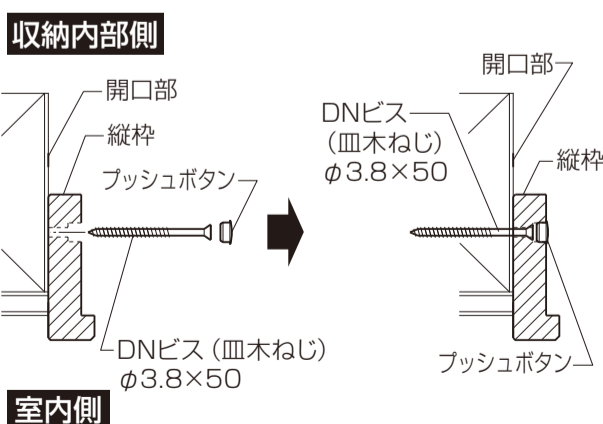 収納内部側
開口部
縦枠
プッシュボタン
DNビス(皿木ねじ)
φ3.8×50
開口部
DNビス
(皿木ねじ)
φ3.8×50
縦枠
プッシュボタン
室内側